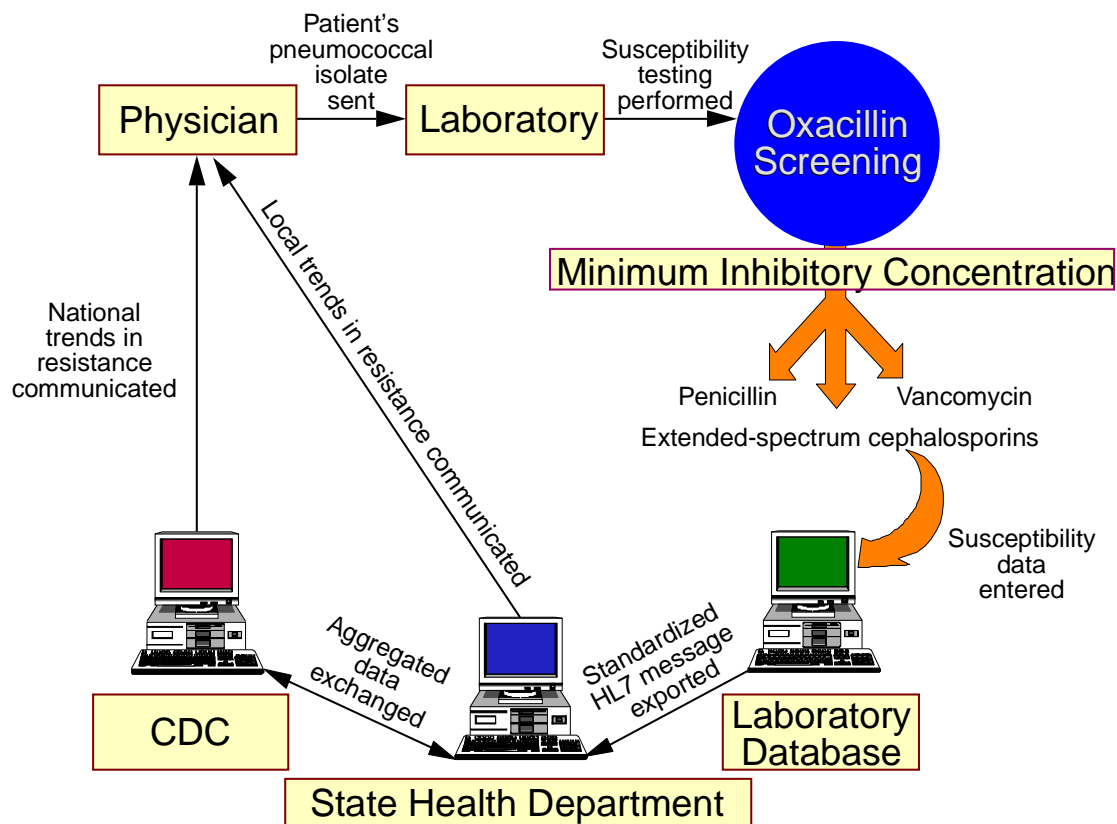 Patient's
pneumococcal
isolate
sent
Susceptibility
testing
performed
Physician
Laboratory
Oxacillin
Screening
Minimum Inhibitory Concentration
National
trends in
resistance
communicated
Local trends in resistance communicated
Penicillin
Vancomycin
Extended-spectrum cephalosporins
Susceptibility
data
entered
Aggregated
data
exchanged
Standardized
HL7 message
exported
CDC
Laboratory
Database
State Health Department